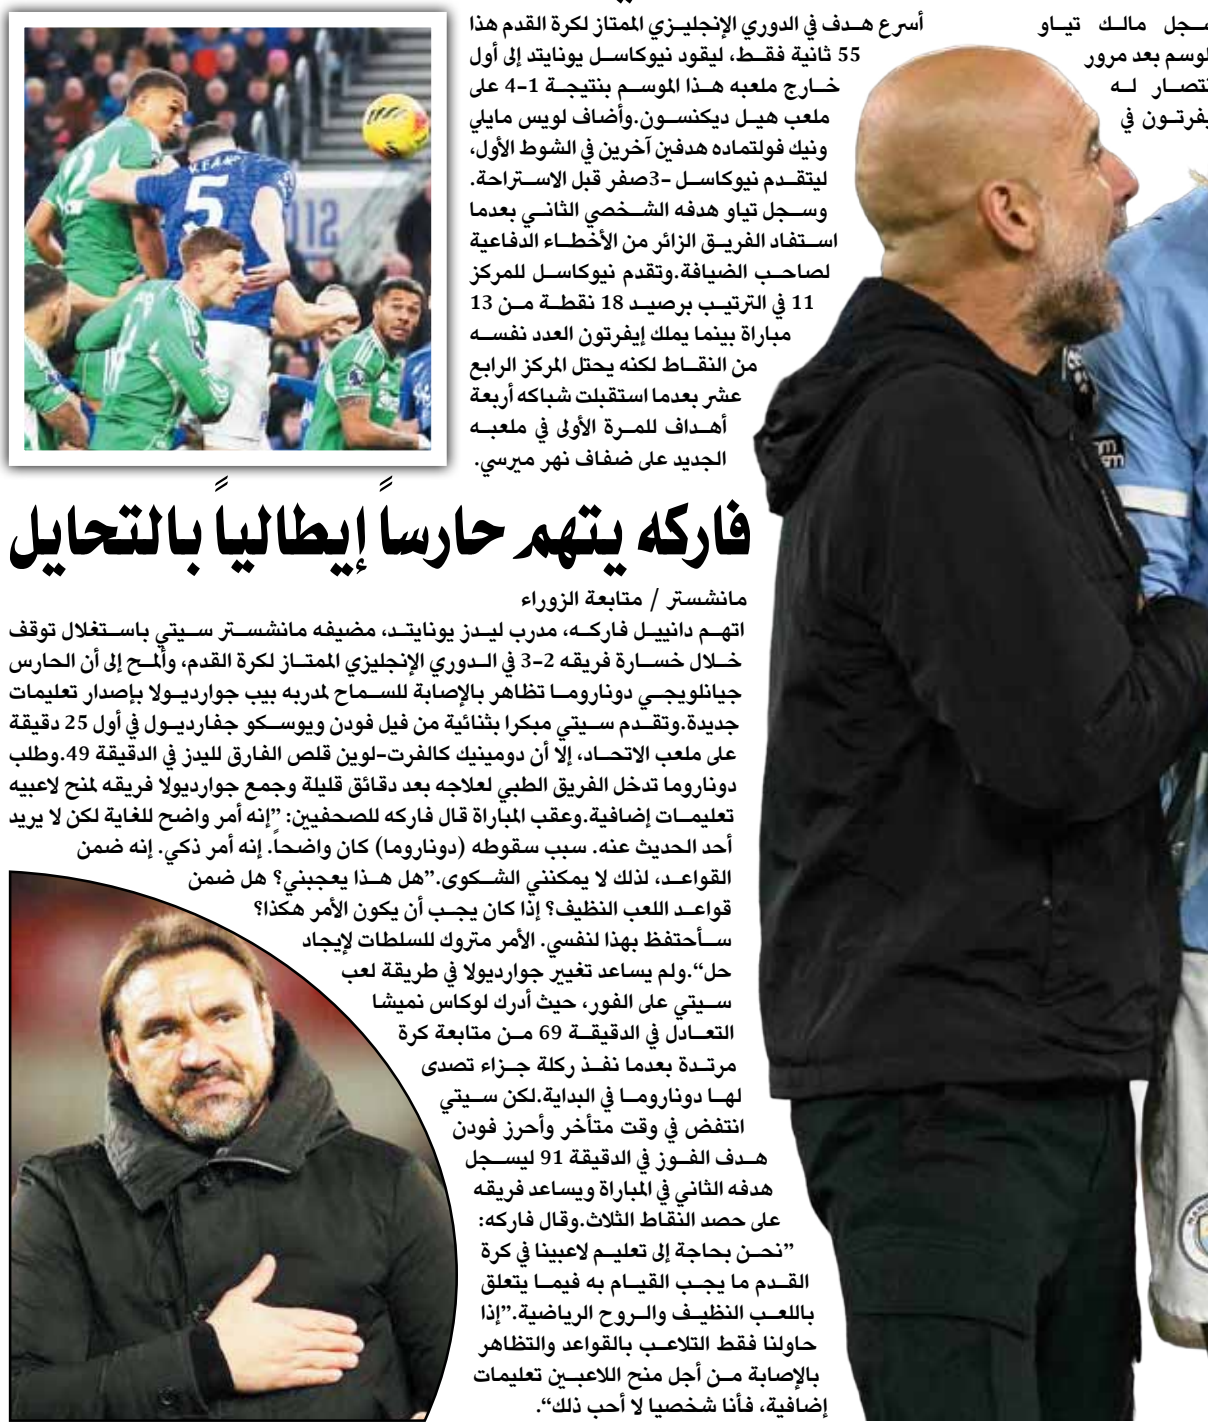 ـجل مالـك تيـاو
أسرع هـدف في الدوري الإنجليـزي الممتاز لكرة القدم هذا
لوسم بعد مرور
55 ثانية فقـط، ليقود نيوكاسـل يونايتد إلى أول
نتصـار لـه
خـارج ملعبه هـذا الموسـم بنتيجـة 1-4 على
يفرتـون في
ملعب هيـل ديكنسـون.وأضاف لويس مايلي
ونيك فولتماده هدفين آخرين في الشوط الأول،
ليتقـدم نيوكاسـل -3صفر قبل الاسـتراحة.
وسـجل تياو هدفه الشـخصي الثانـي بعدما
اسـتفاد الفريـق الزائر من الأخطـاء الدفاعية
لصاحـب الضيافة.وتقدم نيوكاسـل للمركز
11 في الترتيـب برصيـد 18 نقطـة مـن 13
مباراة بينما يملك إيفرتون العدد نفسـه
من النقـاط لكنه يحتل المركز الرابع
عشر بعدما استقبلت شباكه أربعة
أهـداف للمـرة الأولى في ملعبـه
الجديد على ضفاف نهر ميرسي.
فاركه يتهم حارساً إيطالياً بالتحايل
مانشستر / متابعة الزوراء
اتهـم دانييـل فاركـه، مدرب ليـدز يونايتـد، مضيفه مانشسـتر سـيتي باسـتغلال توقف
خـلال خسـارة فريقه 2-3 في الـدوري الإنجليزي الممتـاز لكرة القدم، وألمـح إلى أن الحارس
جيانلويجـي دونارومـا تظاهر بالإصابة للسـماح لمدربه بيب جوارديـولا بإصدار تعليمات
جديدة.وتقـدم سـيتي مبكرا بثنائية من فيل فودن ويوسـكو جفارديـول في أول 25 دقيقة
على ملعب الاتحـاد، إلا أن دومينيك كالفرت-لوين قلص الفارق لليدز في الدقيقة 49.وطلب
دوناروما تدخل الفريق الطبي لعلاجه بعد دقائق قليلة وجمع جوارديولا فريقه لمنح لاعبيه
تعليمـات إضافية.وعقب المباراة قال فاركه للصحفيين: ”إنه أمر واضح للغاية لكن لا يريد
أحد الحديث عنه. سبب سقوطه (دوناروما) كان واضحاً. إنه أمر ذكي. إنه ضمن
القواعـد، لذلك لا يمكنني الشـكوى.”هل هـذا يعجبني؟ هل ضمن
قواعـد اللعب النظيف؟ إذا كان يجـب أن يكون الأمر هكذا؟
سـأحتفظ بهذا لنفسي. الأمر متروك للسلطات لإيجاد
حل“.ولم يساعد تغيير جوارديولا في طريقة لعب
سـيتي على الفور، حيث أدرك لوكاس نميشا
التعـادل في الدقيقـة 69 مـن متابعة كرة
مرتـدة بعدما نفـذ ركلة جـزاء تصدى
لهـا دونارومـا في البداية.لكن سـيتي
انتفض في وقت متأخر وأحرز فودن
هـدف الفـوز في الدقيقة 91 ليسـجل
هدفه الثاني في المباراة ويساعد فريقه
على حصد النقاط الثلاث.وقال فاركه:
”نحـن بحاجة إلى تعليـم لاعبينا في كرة
القـدم ما يجـب القيـام به فيمـا يتعلق
باللعـب النظيـف والـروح الرياضية.”إذا
حاولنا فقط التلاعـب بالقواعد والتظاهر
بالإصابة مـن أجل منح اللاعبـين تعليمات
إضافية، فأنا شخصيا لا أحب ذلك“.
5